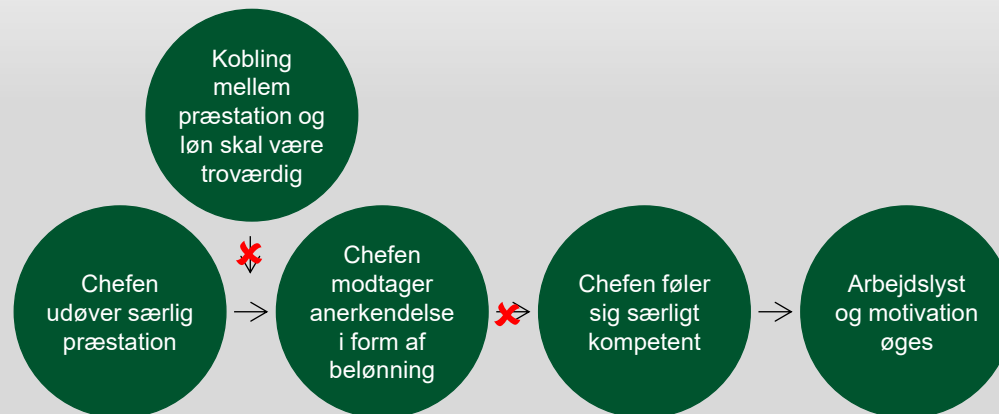 Kobling
mellem
præstation og
løn skal være
troværdig
Chefen
udøver særlig
præstation
Chefen
modtager
anerkendelse
i form af
belønning
Chefen føler
sig særligt
kompetent
Arbejdslyst
og motivation
øges